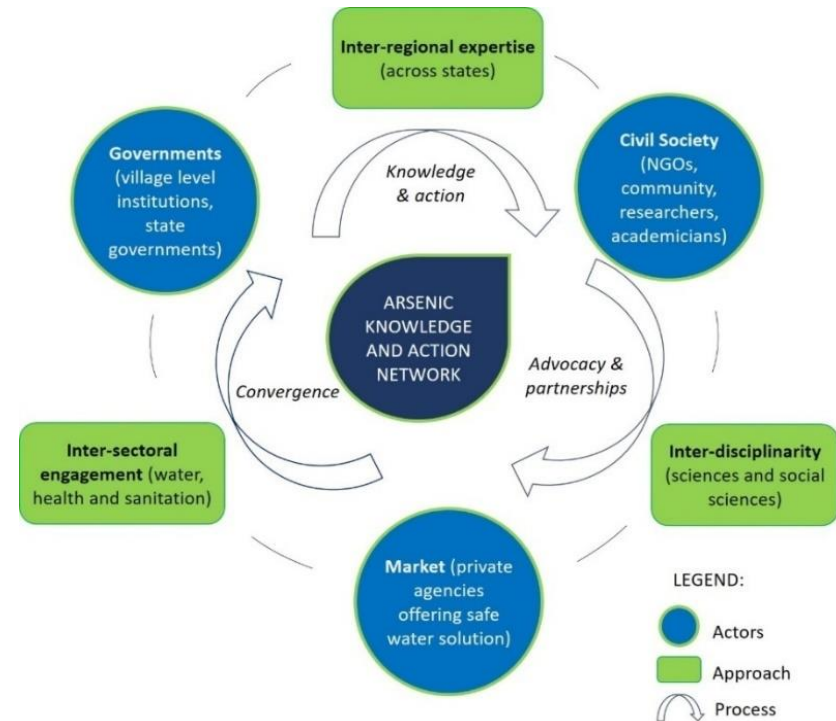 Inter-regional expertise
(across states)
Governments
(village level
institutions,
state
governments)
Knowledge
& action
Civil Society
(NGOs,
community,
researchers,
academicians)
ARSENIC
KNOWLEDGE
AND ACTION
NETWORK
Convergence
Advocacy &
partnerships
Inter-sectoral
engagement (water,
health and sanitation)
Inter-disciplinarity
(sciences and social
sciences)
Market (private
agencies
offering safe
water solution)
LEGEND:
Actors
Approach
Process